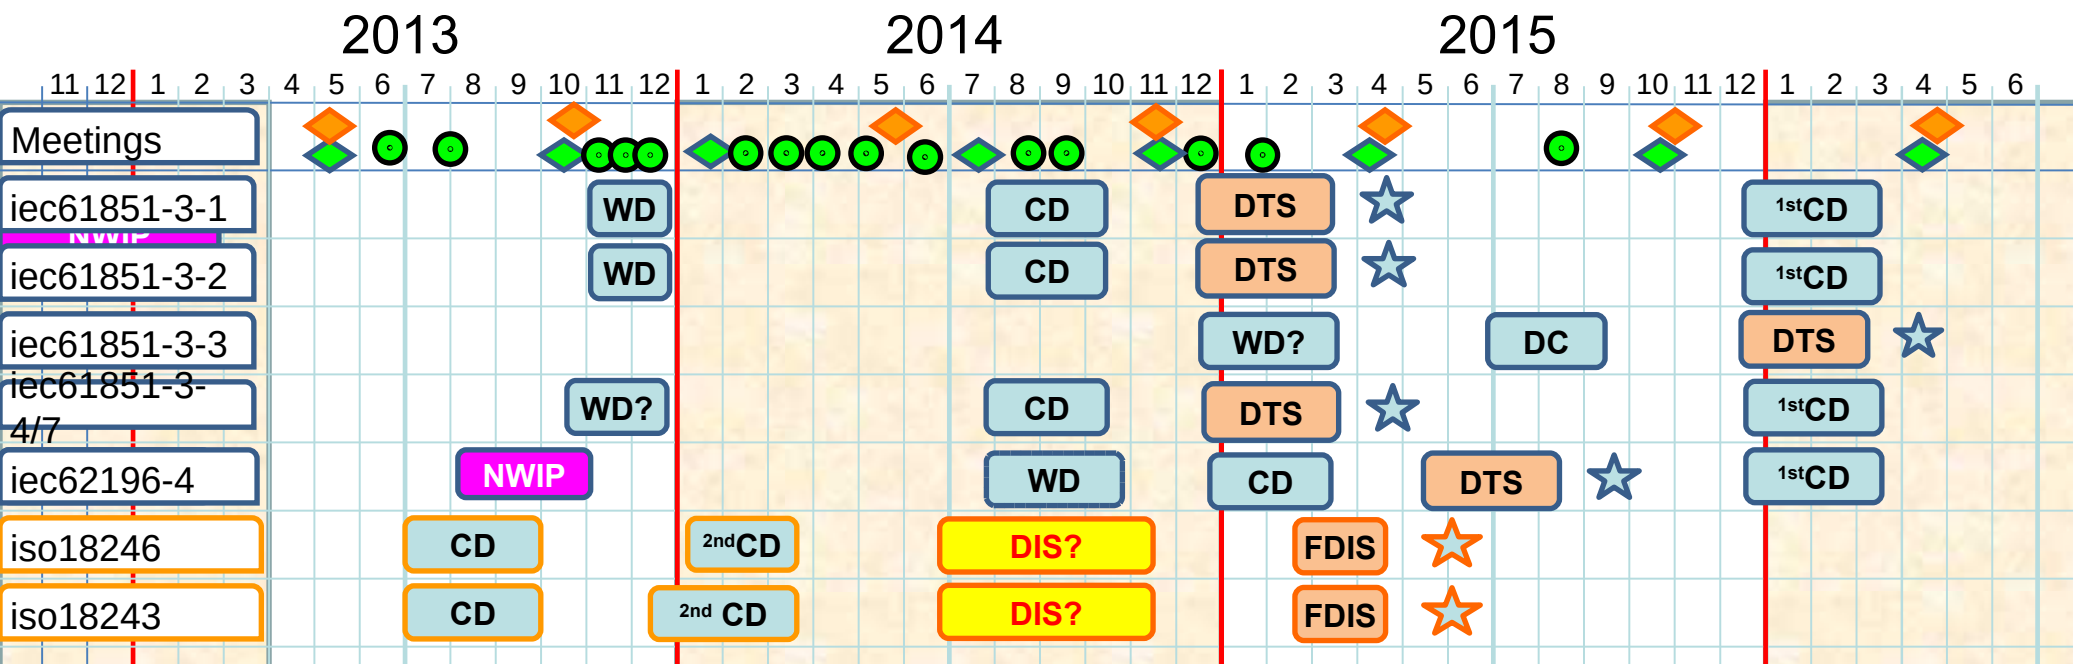 2013 2014 2015
11 12 1 2 3 4 5 6 7 8 9 10 11 12 1 2 3 4 5 6 7 8 9 10 11 12 1 2 3 4 5 6 7 8 9 10 11 12 1 2 3 4 5 6
Meetings
iec61851-3-1 WD CD DTS 1stCD
NWIP
iec61851-3-2 WD CD DTS 1stCD
iec61851-3-3 WD? DC DTS
iec61851-3-
4/7 WD? CD DTS 1stCD
iec62196-4 NWIP WD CD DTS 1stCD
iso18246 CD 2ndCD DIS? FDIS
iso18243 CD 2nd CD DIS? FDIS